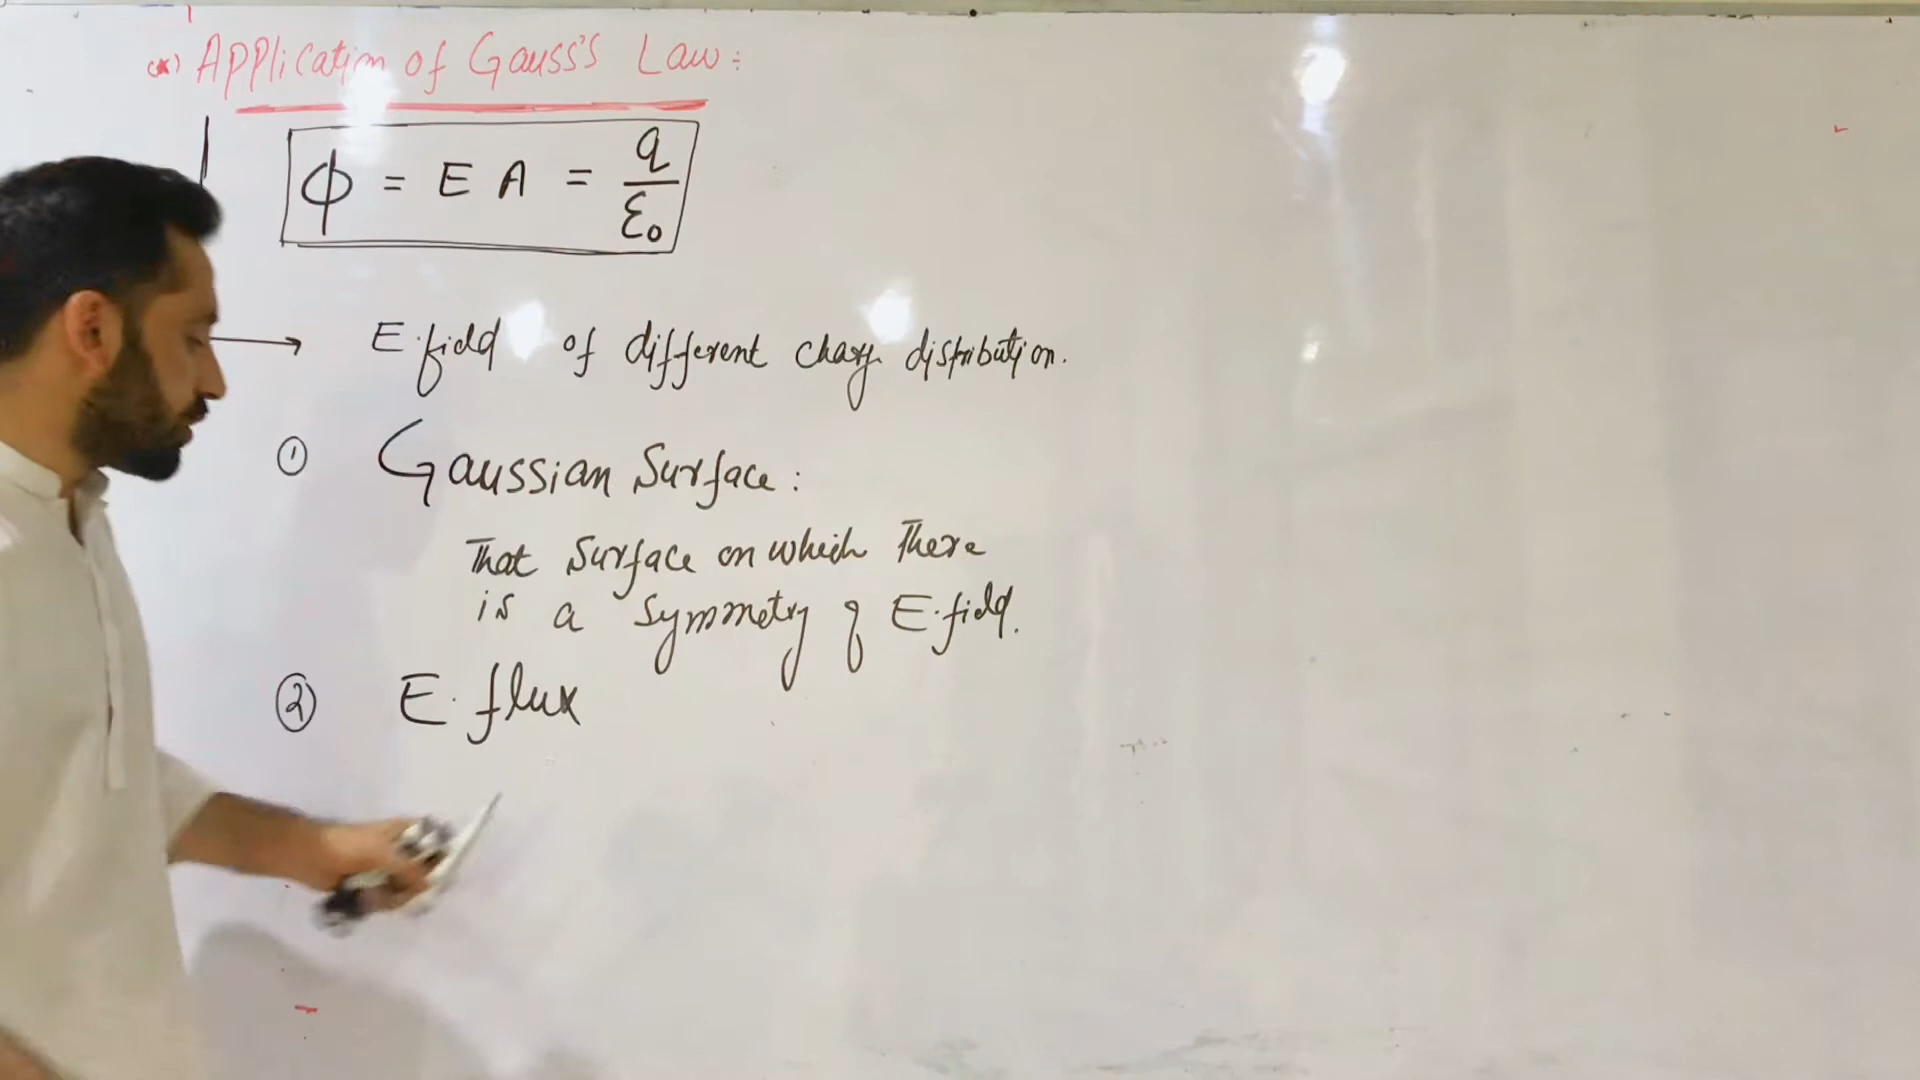 (*) Application of Gauss's Law:
ϕ = E A = q/ε₀
E.field of different charge distribution.
① Gaussian Surface:
That Surface on which There
is a Symmetry of E.field.
② E.flux